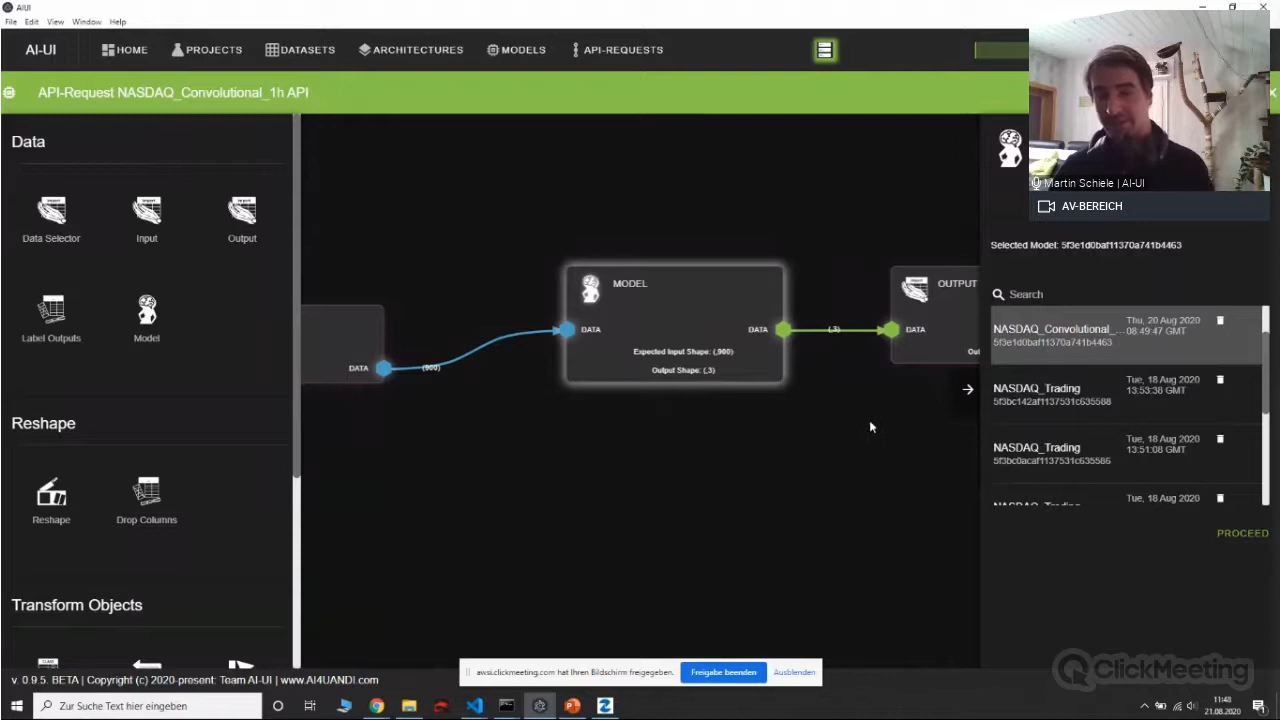 AIUI
File Edit View Window Help
AI-UI HOME PROJECTS DATASETS ARCHITECTURES MODELS API-REQUESTS
API-Request NASDAQ_Convolutional_1h API
Data
Data Selector Input Output
Label Outputs Model
Reshape
Reshape Drop Columns
Transform Objects
DATA
(900)
MODEL
DATA DATA
Expected Input Shape: (,900)
Output Shape: (,3)
(,3)
OUTPUT
DATA
Out
Martin Schiele | AI-UI
AV-BEREICH
Selected Model: 5f3e1d0baf11370a741b4463
Search
NASDAQ_Convolutional_... Thu, 20 Aug 2020
08:49:47 GMT
5f3e1d0baf11370a741b4463
NASDAQ_Trading Tue, 18 Aug 2020
13:53:38 GMT
5f3bc142af1137531c635588
NASDAQ_Trading Tue, 18 Aug 2020
13:51:08 GMT
5f3bc0acaf1137531c635586
NASDAQ_Trading Tue, 18 Aug 2020
PROCEED
ClickMeeting
awsi.clickmeeting.com hat Ihren Bildschirm freigegeben. Freigabe beenden Ausblenden
BETA | Copyright (c) 2020-present: Team AI-UI | www.AI4UANDI.com
Zur Suche Text hier eingeben
11:48
21.08.2020